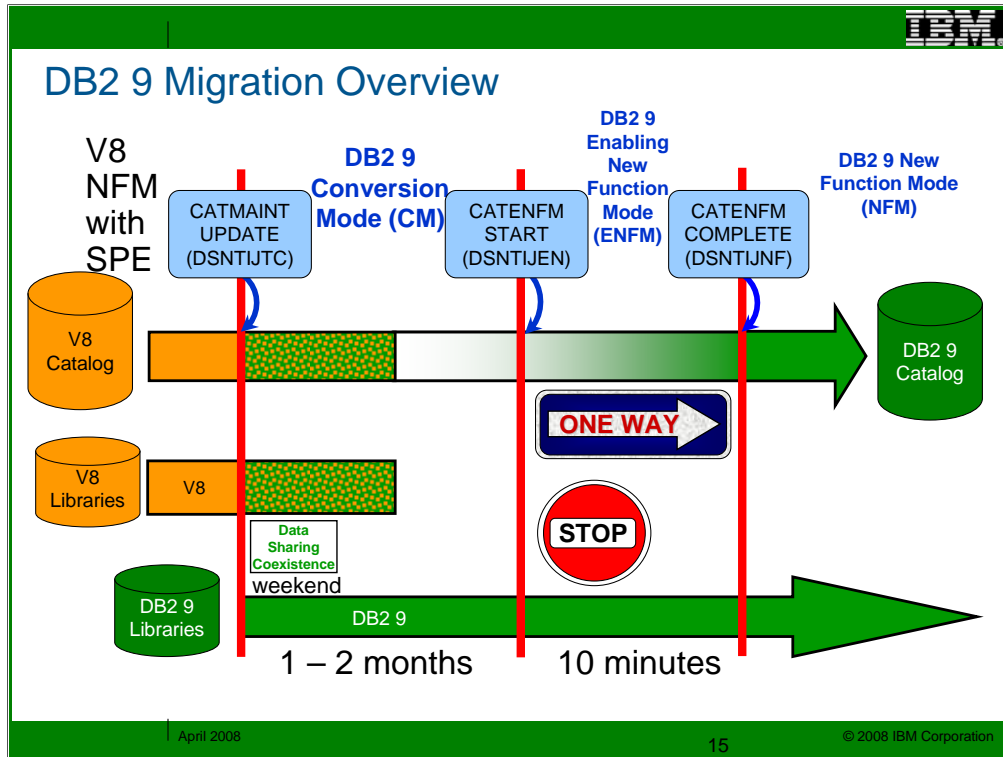 IBM®
DB2 9 Migration Overview
V8
NFM
with
SPE
DB2 9
Conversion
Mode (CM)
DB2 9
Enabling
New
Function
Mode
(ENFM)
DB2 9 New
Function Mode
(NFM)
CATMAINT
UPDATE
(DSNTIJTC)
CATENFM
START
(DSNTIJEN)
CATENFM
COMPLETE
(DSNTIJNF)
V8
Catalog
DB2 9
Catalog
ONE WAY
V8
Libraries
V8
STOP
Data
Sharing
Coexistence
weekend
DB2 9
Libraries
DB2 9
1 – 2 months
10 minutes
April 2008
15
© 2008 IBM Corporation